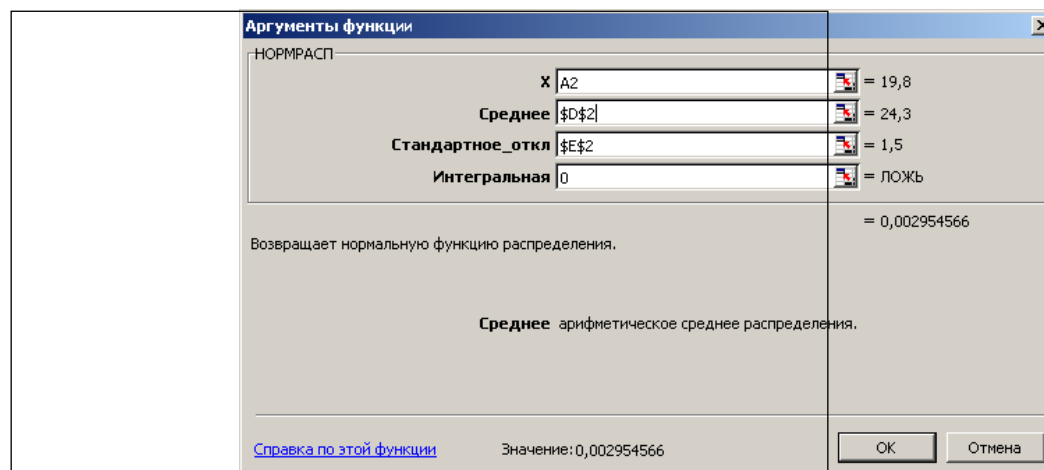 Аргументы функции
НОРМРАСП
X A2 = 19,8
Среднее $D$2 = 24,3
Стандартное_откл $E$2 = 1,5
Интегральная 0 = ЛОЖЬ
= 0,002954566
Возвращает нормальную функцию распределения.
Среднее арифметическое среднее распределения.
Справка по этой функции Значение:0,002954566 OK Отмена